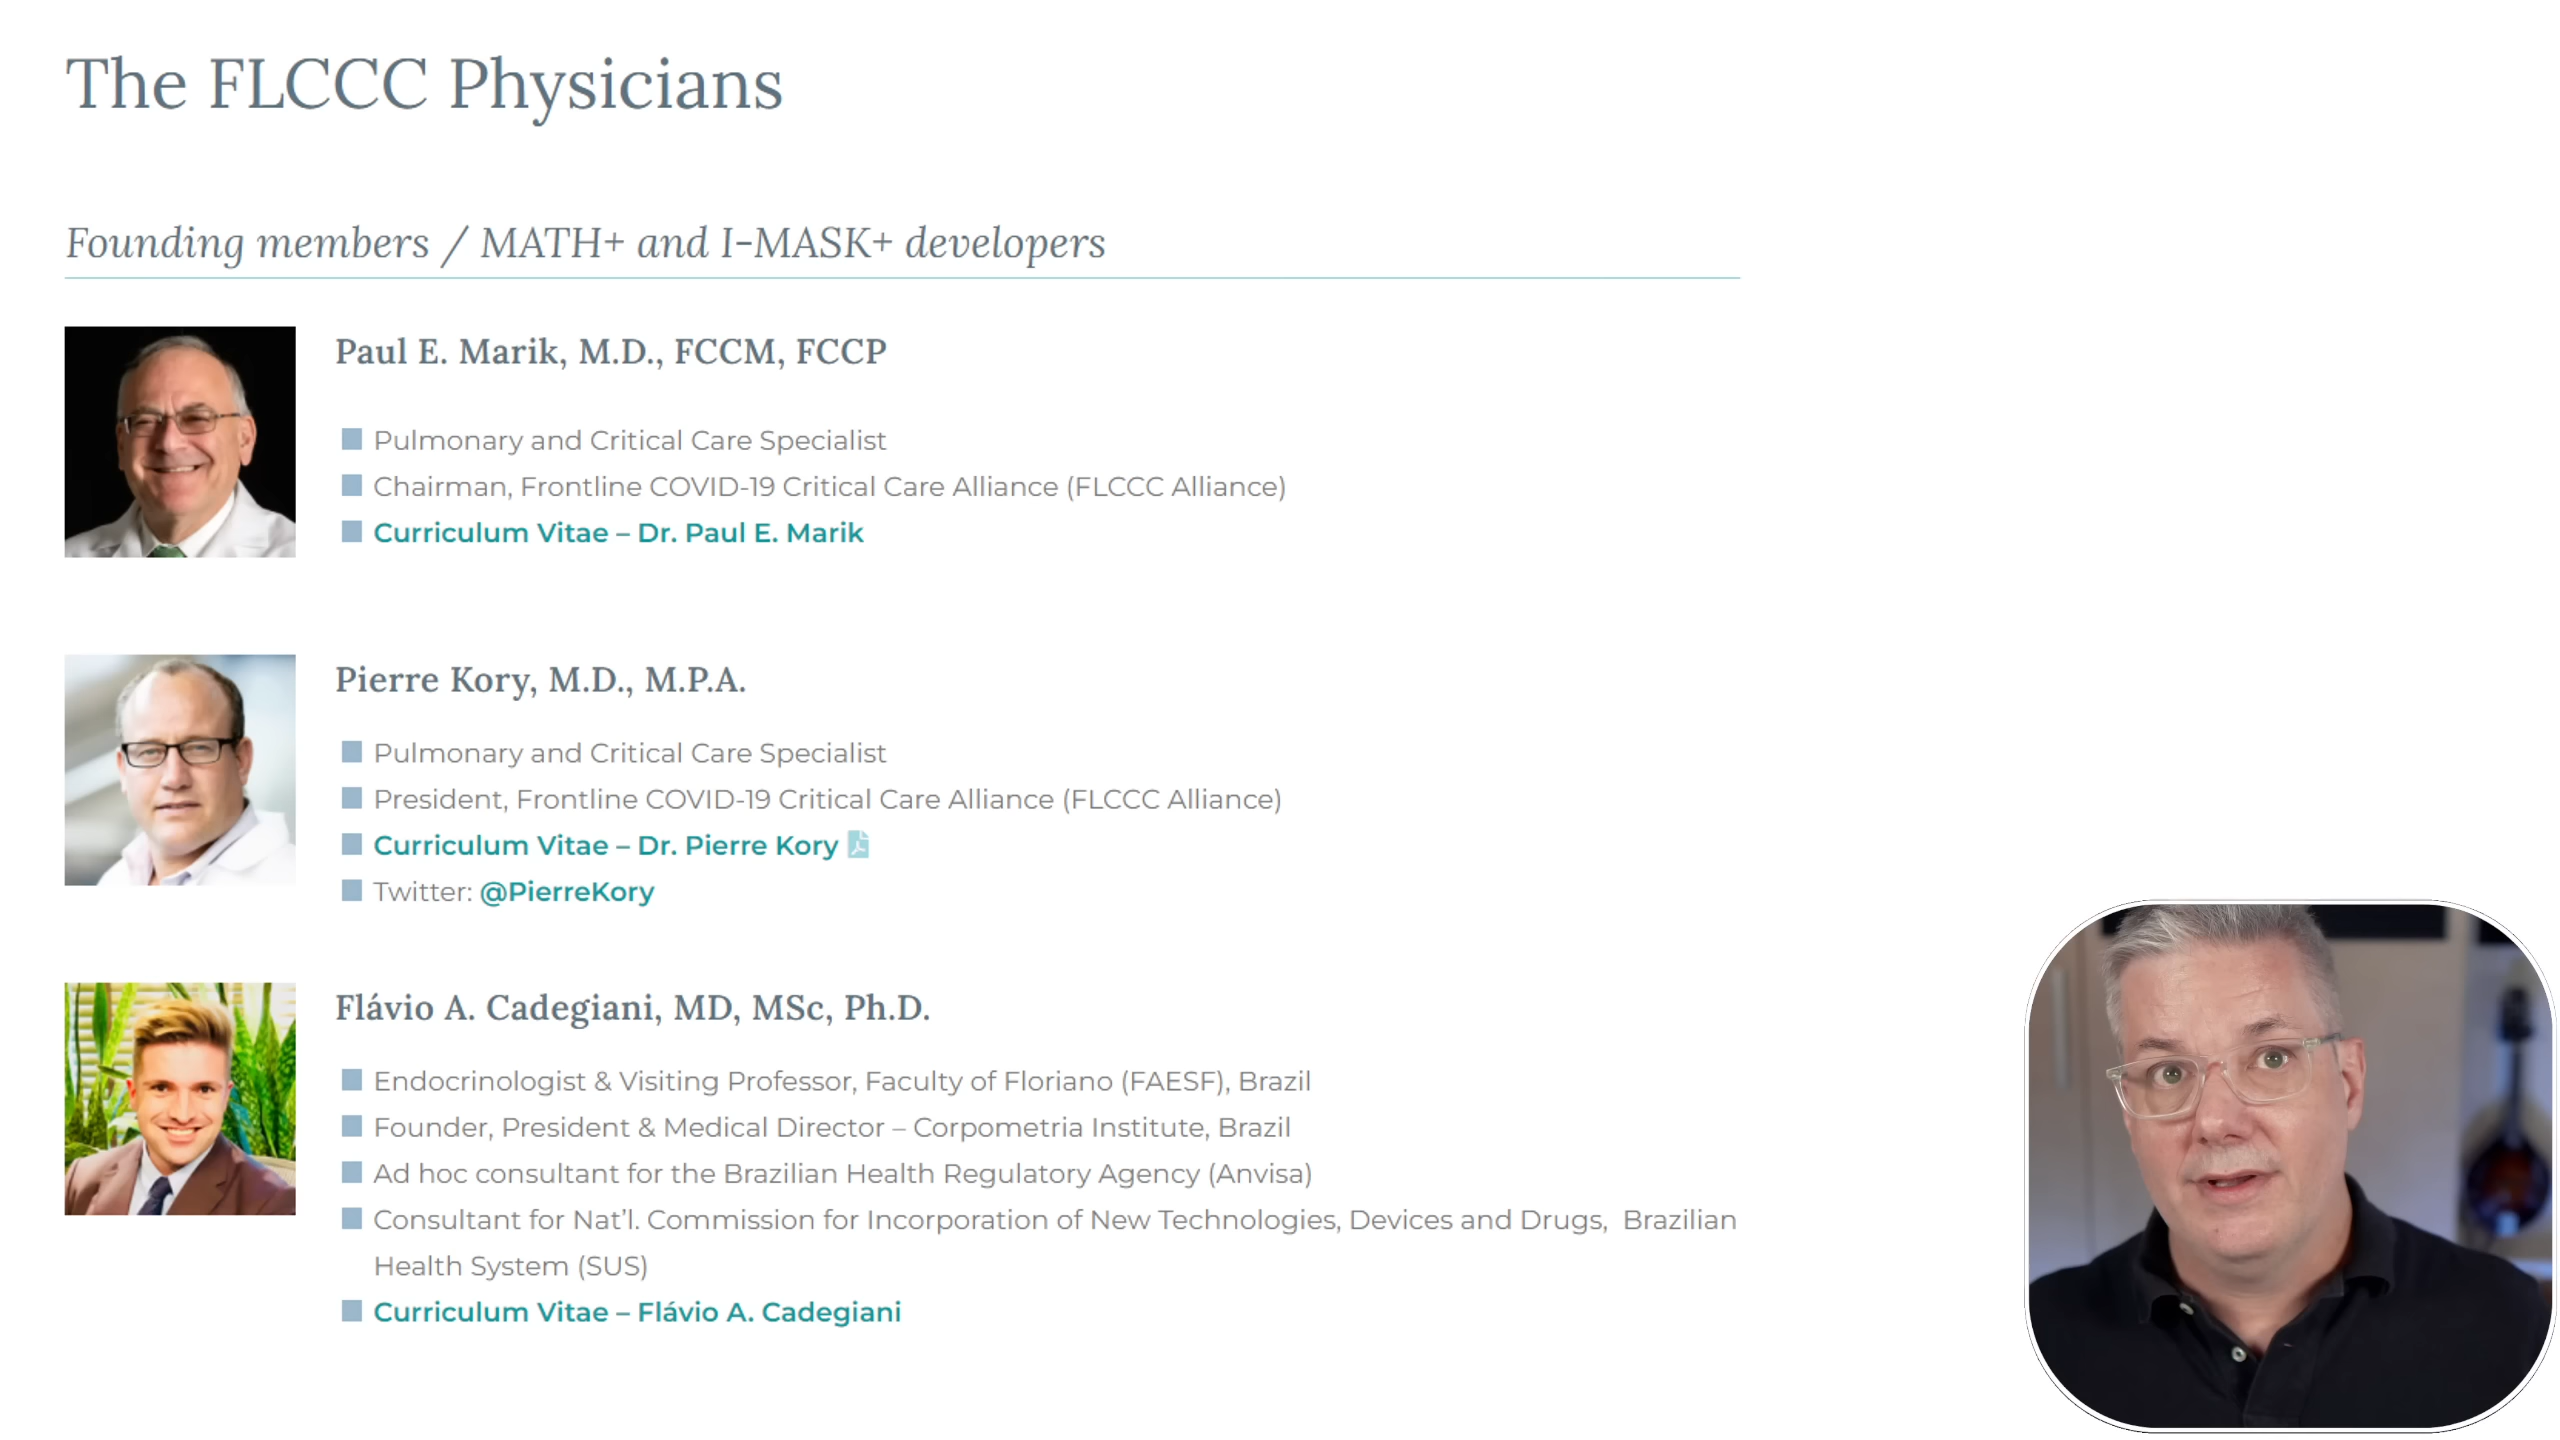 The FLCCC Physicians
Founding members / MATH+ and I-MASK+ developers
Paul E. Marik, M.D., FCCM, FCCP
Pulmonary and Critical Care Specialist
Chairman, Frontline COVID-19 Critical Care Alliance (FLCCC Alliance)
Curriculum Vitae – Dr. Paul E. Marik
Pierre Kory, M.D., M.P.A.
Pulmonary and Critical Care Specialist
President, Frontline COVID-19 Critical Care Alliance (FLCCC Alliance)
Curriculum Vitae – Dr. Pierre Kory
Twitter: @PierreKory
Flávio A. Cadegiani, MD, MSc, Ph.D.
Endocrinologist & Visiting Professor, Faculty of Floriano (FAESF), Brazil
Founder, President & Medical Director – Corpometria Institute, Brazil
Ad hoc consultant for the Brazilian Health Regulatory Agency (Anvisa)
Consultant for Nat’l. Commission for Incorporation of New Technologies, Devices and Drugs, Brazilian
Health System (SUS)
Curriculum Vitae – Flávio A. Cadegiani